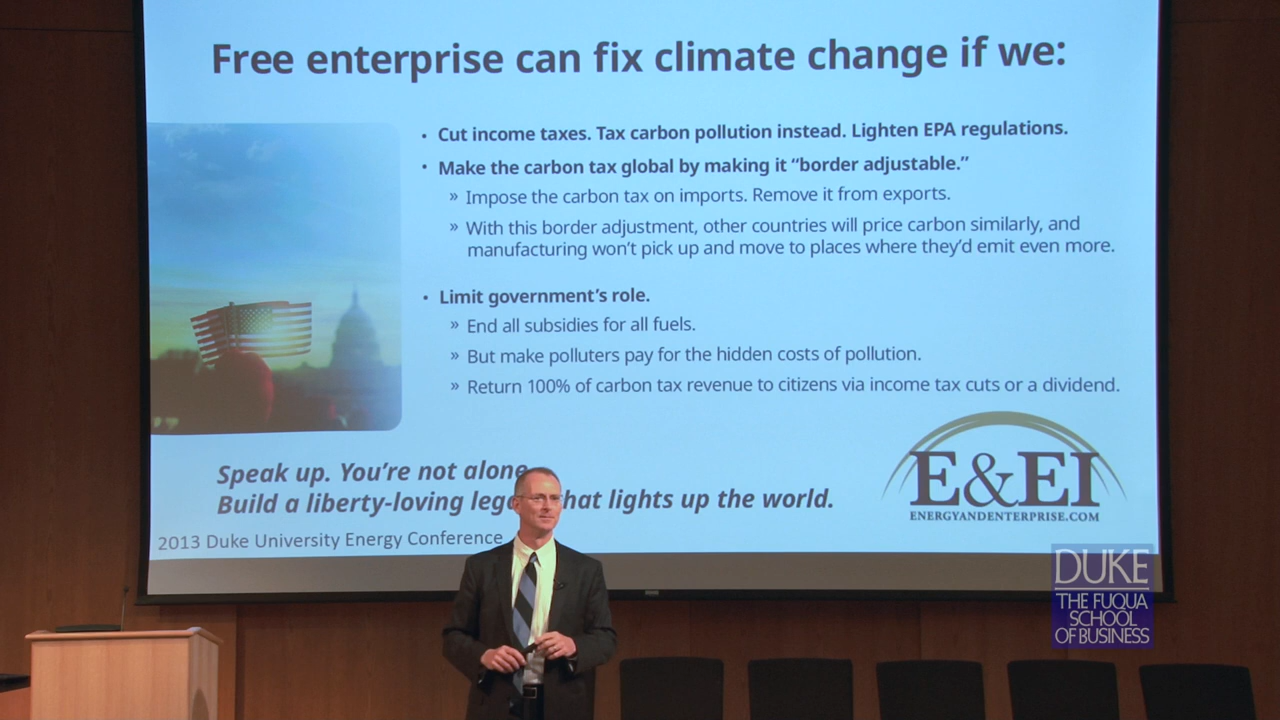 Free enterprise can fix climate change if we:
• Cut income taxes. Tax carbon pollution instead. Lighten EPA regulations.
• Make the carbon tax global by making it “border adjustable.”
» Impose the carbon tax on imports. Remove it from exports.
» With this border adjustment, other countries will price carbon similarly, and
manufacturing won’t pick up and move to places where they’d emit even more.
• Limit government’s role.
» End all subsidies for all fuels.
» But make polluters pay for the hidden costs of pollution.
» Return 100% of carbon tax revenue to citizens via income tax cuts or a dividend.
E&EI
ENERGYANDENTERPRISE.COM
Speak up. You’re not alone
Build a liberty-loving lights up the world.
2013 Duke University Energy Conference
DUKE
THE FUQUA
SCHOOL
OF BUSINESS